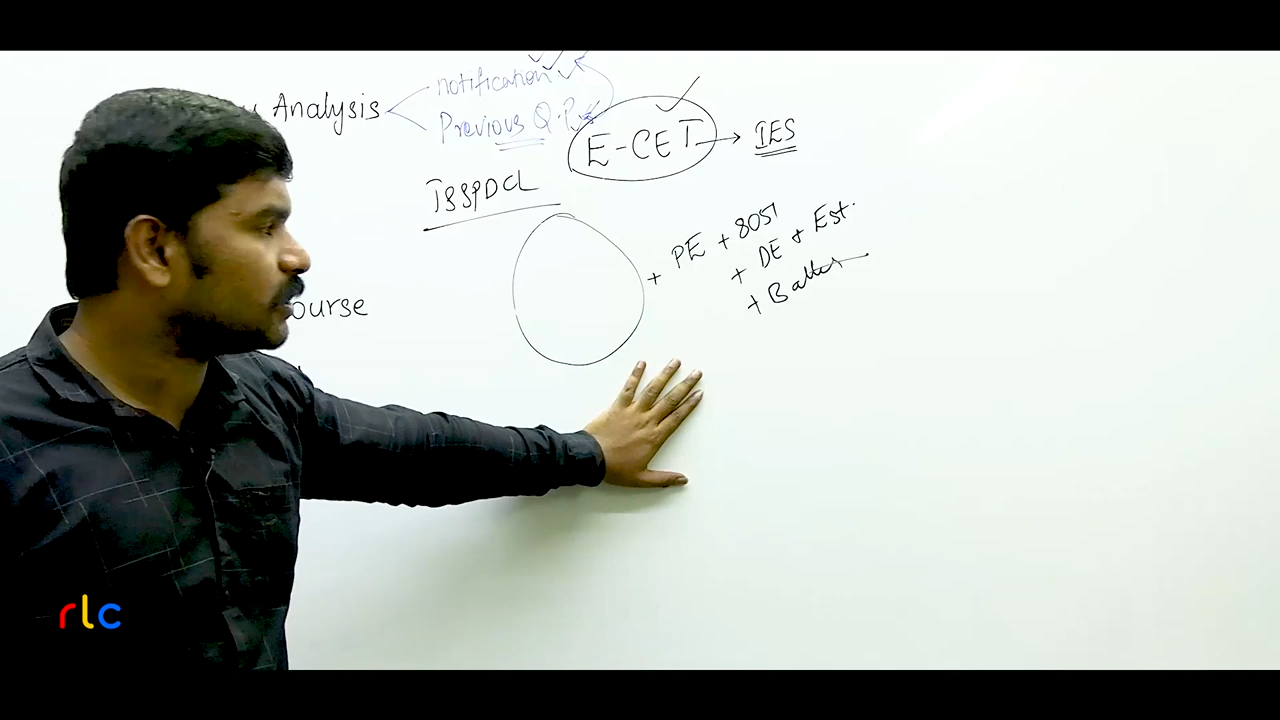 notification
Analysis
Previous Q.P.
E-CET → IES
TSSPDCL
+ PE + 8051
+ DE + Est.
+ Batter
ourse
rlc